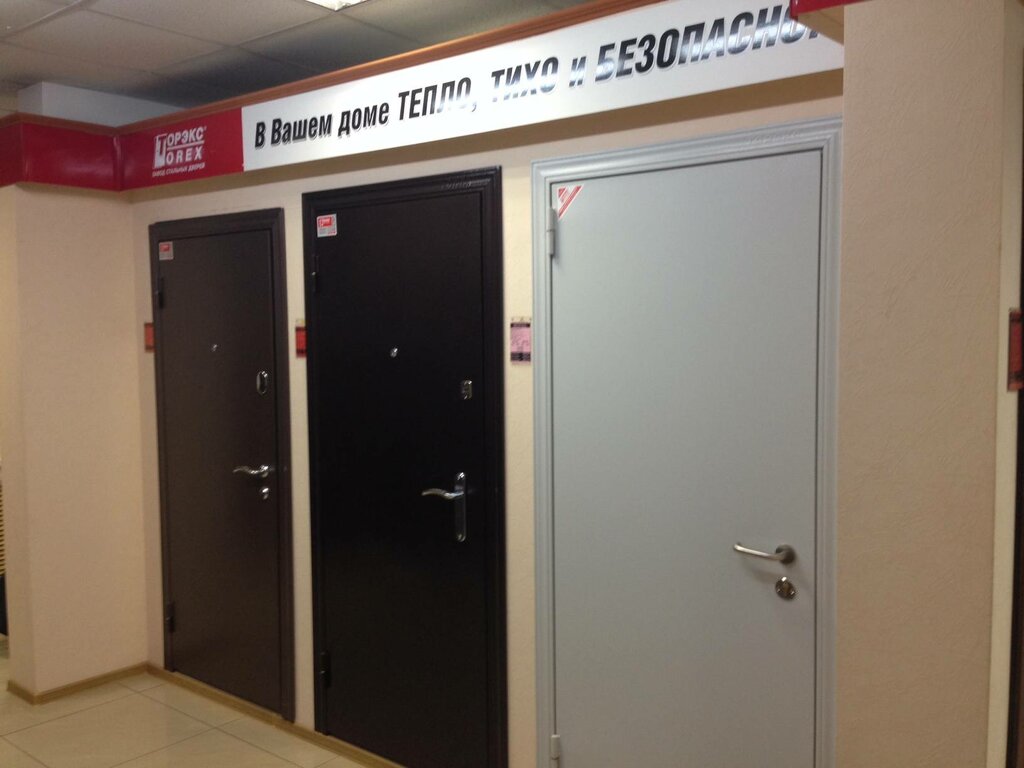 ТОРЭКС
TOREX
ЗАВОД СТАЛЬНЫХ ДВЕРЕЙ
В Вашем доме ТЕПЛО, ТИХО и БЕЗОПАСНО